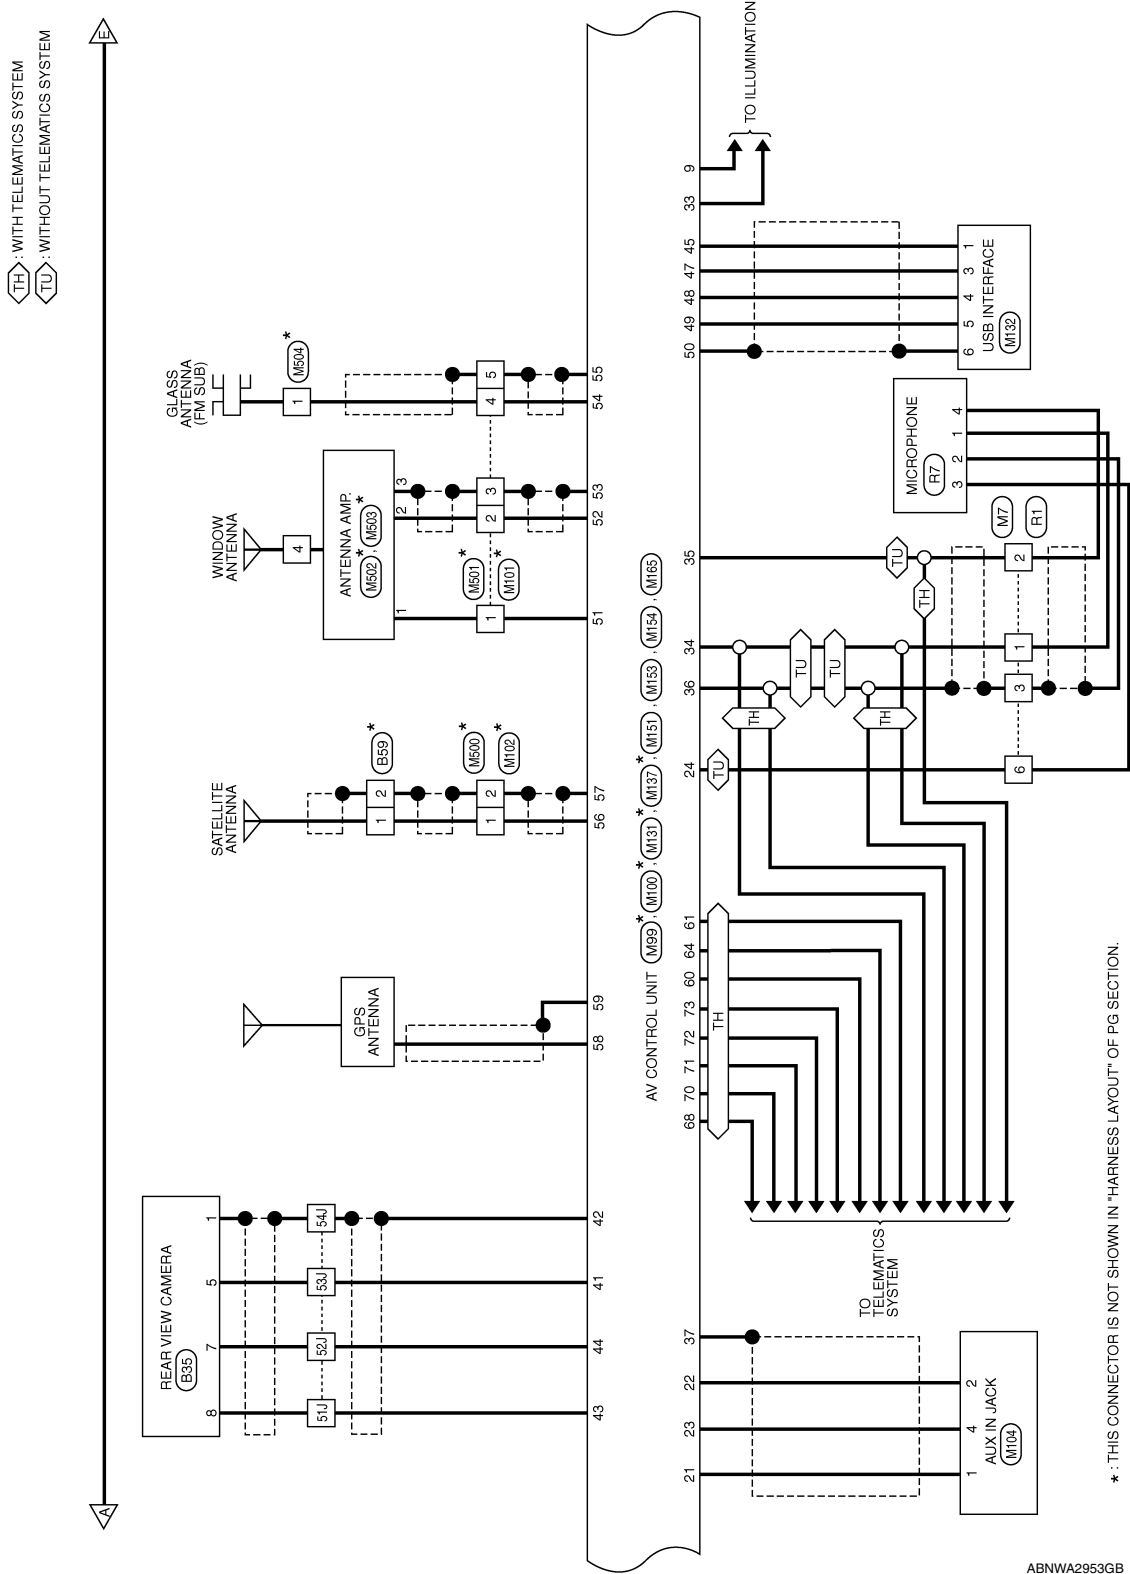 TH : WITH TELEMATICS SYSTEM
TU : WITHOUT TELEMATICS SYSTEM
A
E
REAR VIEW CAMERA
B35
8 7 5 1
51J 52J 53J 54J
43 44 41 42
GPS
ANTENNA
58 59
SATELLITE
ANTENNA
B59 *
1 2
M500 *
M102 *
1 2
56 57
WINDOW
ANTENNA
4
ANTENNA AMP.
M502 * , M503 *
1 2 3
M501 *
M101 *
1 2 3 4 5
GLASS
ANTENNA
(FM SUB)
M504 *
1
51 52 53 54 55
AV CONTROL UNIT M99 * , M100 * , M131 * , M137 * , M151 , M153 , M154 , M165
21 23 22 37
68 70 71 72 73 60 64 61
24 36 34 35
50 49 48 47 45
33 9
TH
TU
TH
TH
TU
TU
TH
TU
6 3 1 2
M7
R1
3 2 1 4
MICROPHONE
R7
6 5 4 3 1
USB INTERFACE
M132
TO ILLUMINATION
TO
TELEMATICS
SYSTEM
1 4 2
AUX IN JACK
M104
* : THIS CONNECTOR IS NOT SHOWN IN "HARNESS LAYOUT" OF PG SECTION.
ABNWA2953GB